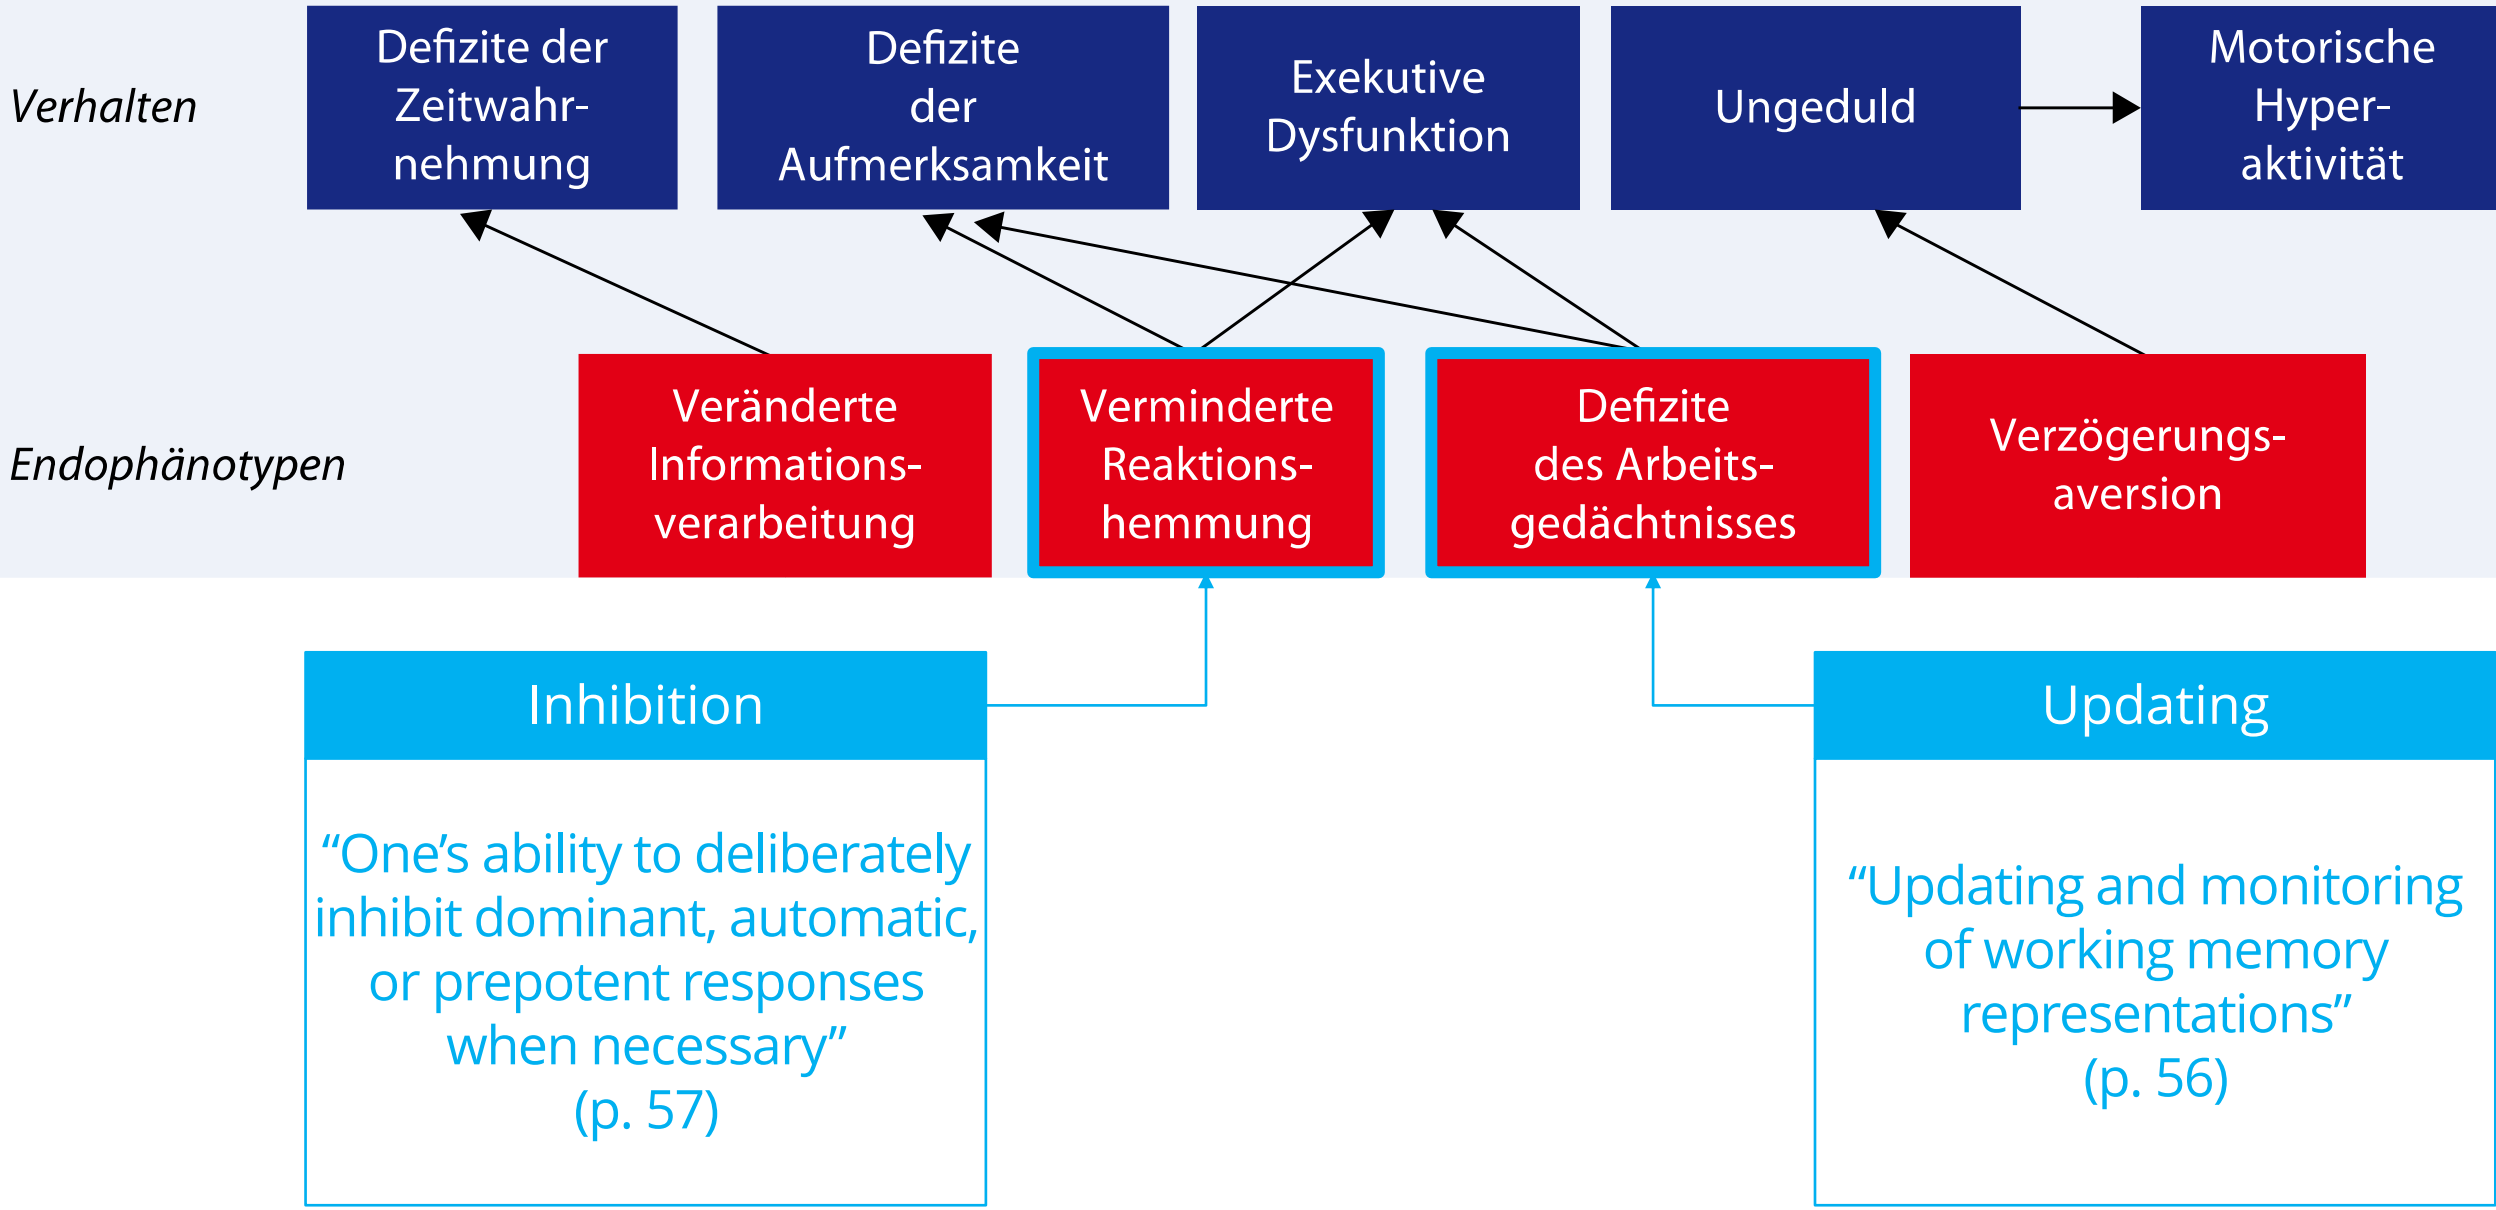 Verhalten
Defizite der
Zeitwahr-
nehmung
Defizite
der
Aufmerksamkeit
Exekutive
Dysfunktion
Ungeduld
Motorische
Hyper-
aktivität
Endophänotypen
Veränderte
Informations-
verarbeitung
Verminderte
Reaktions-
hemmung
Defizite
des Arbeits-
gedächtnisses
Verzögerungs-
aversion
Inhibition
“One’s ability to deliberately
inhibit dominant, automatic,
or prepotent responses
when necessary”
(p. 57)
Updating
“Updating and monitoring
of working memory
representations”
(p. 56)